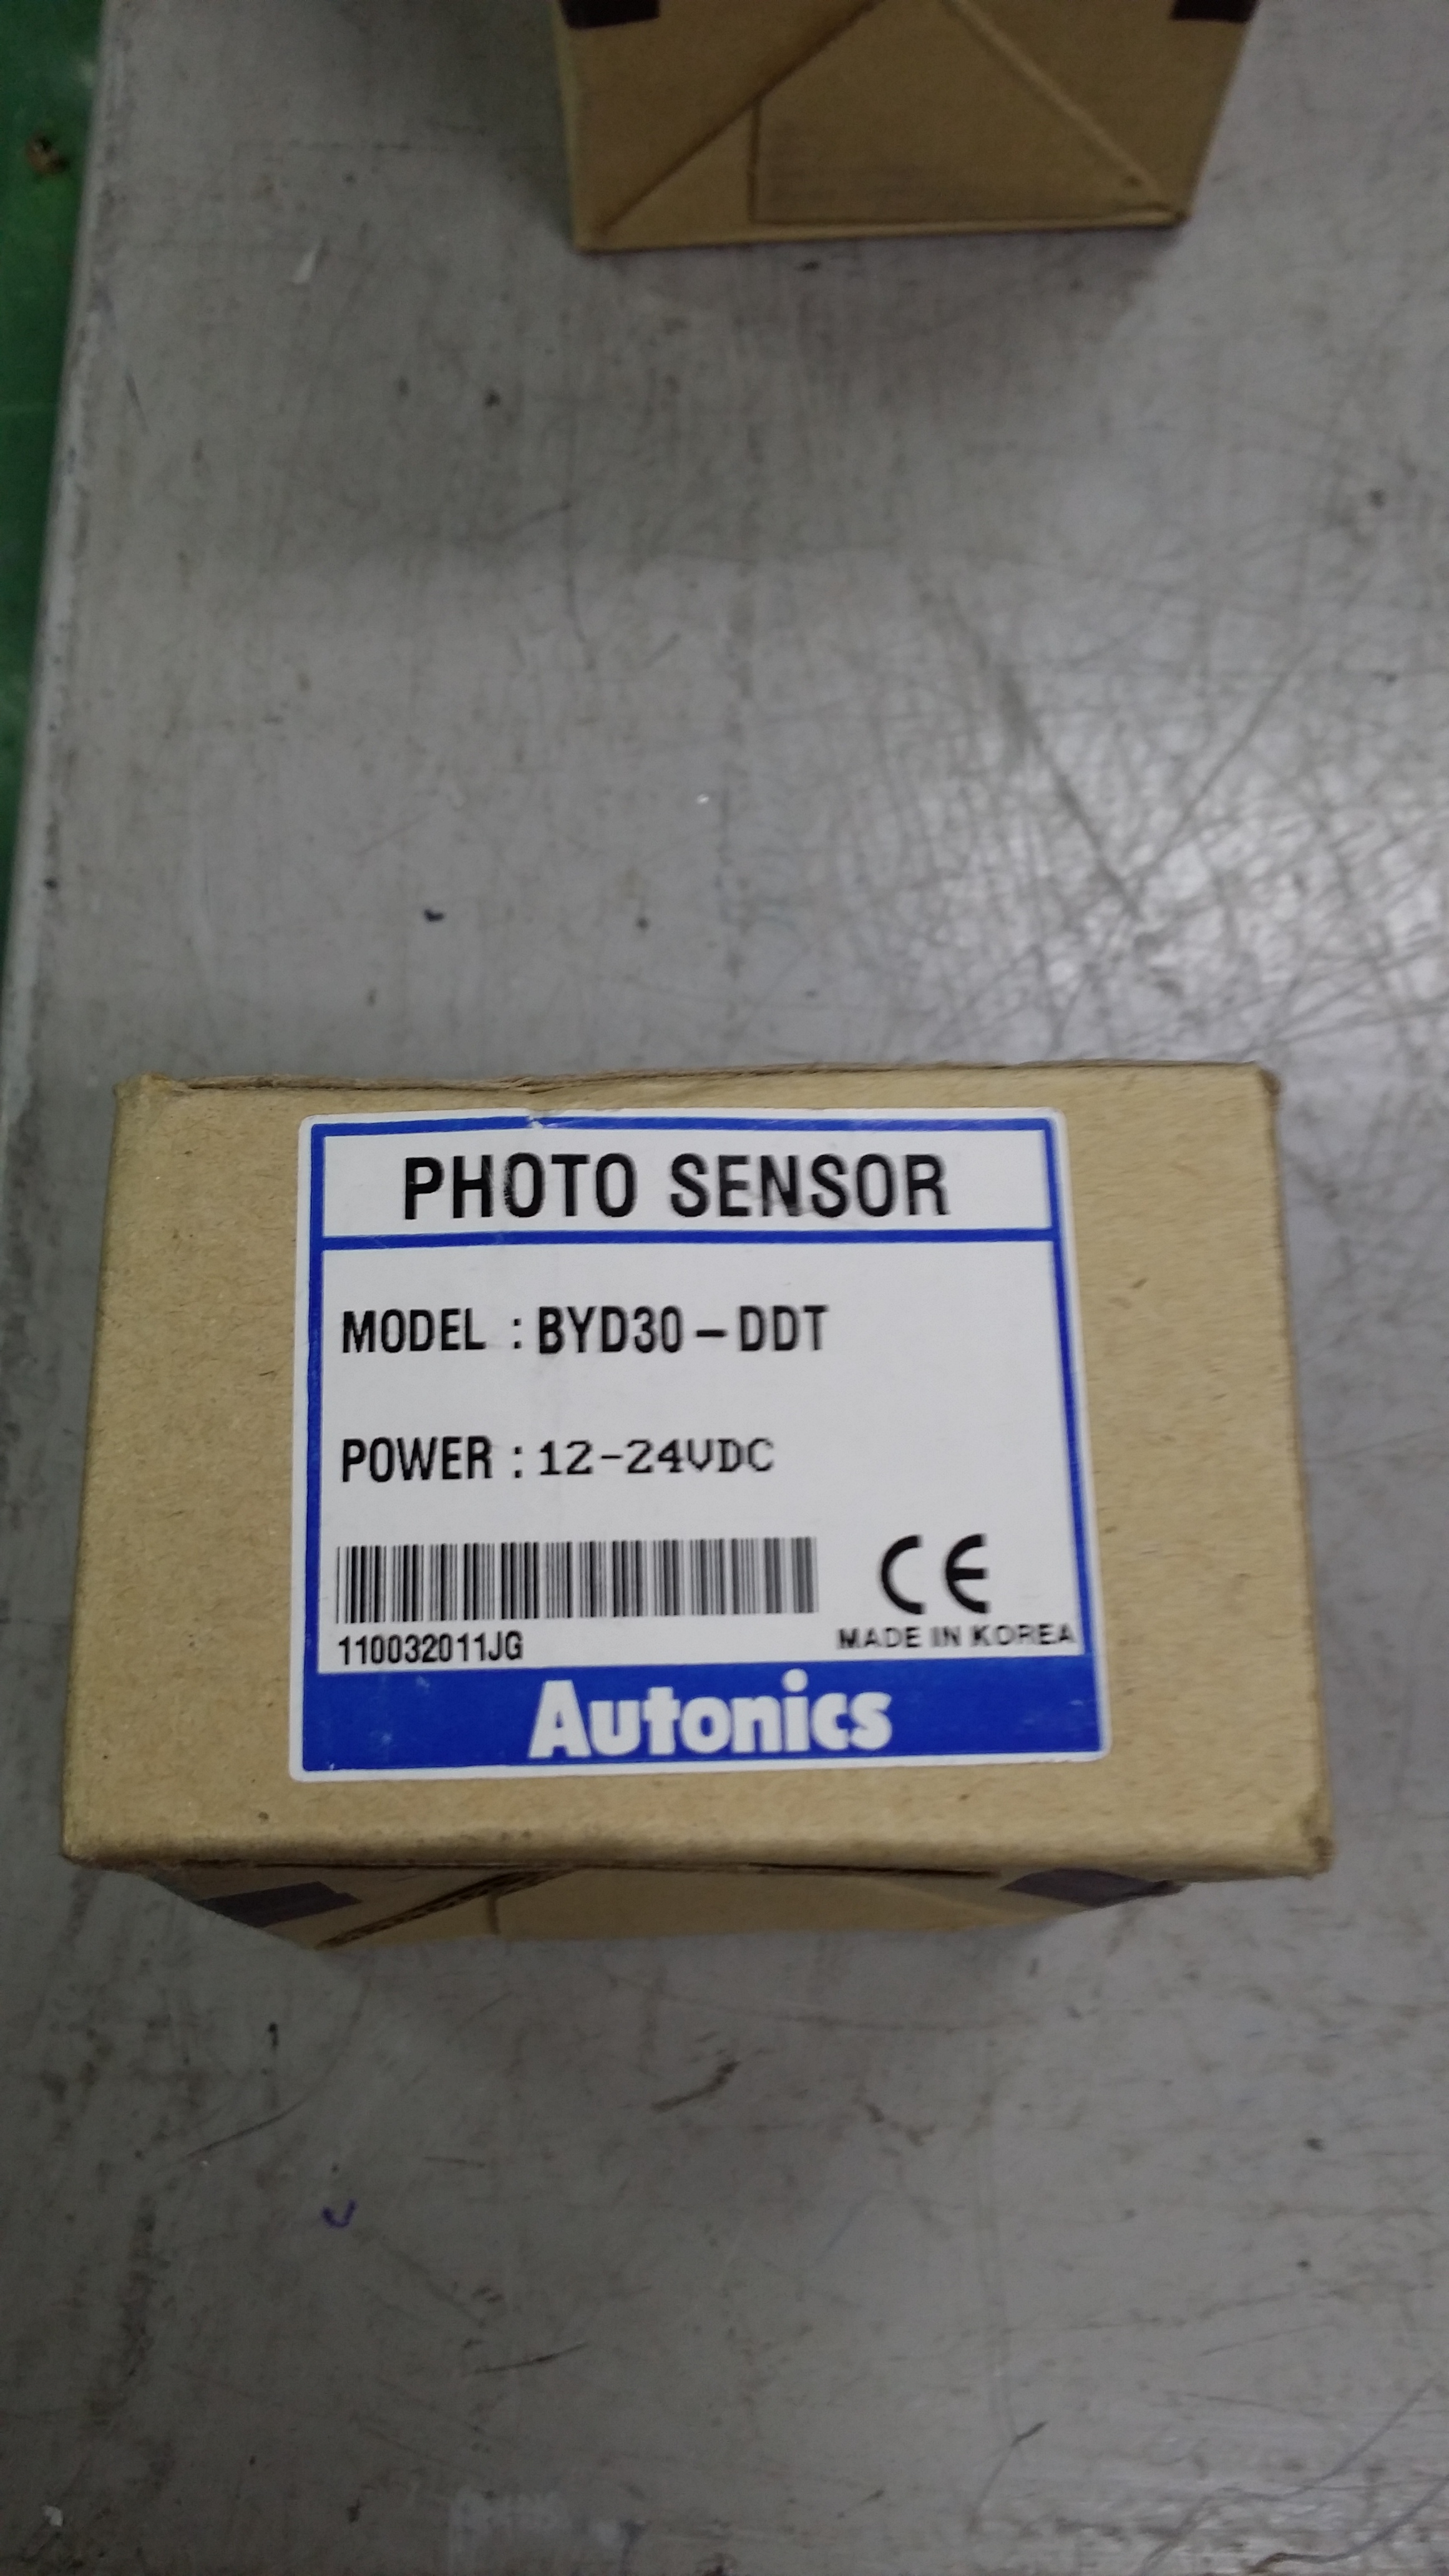 PHOTO SENSOR
MODEL : BYD30-DDT
POWER : 12-24VDC
CE
110032011JG
MADE IN KOREA
Autonics